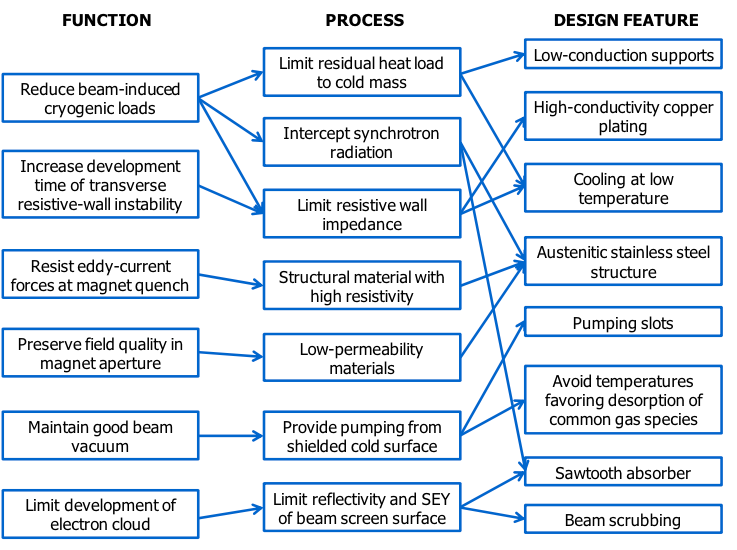 FUNCTION
PROCESS
DESIGN FEATURE
Reduce beam-induced
cryogenic loads
Increase development
time of transverse
resistive-wall instability
Resist eddy-current
forces at magnet quench
Preserve field quality in
magnet aperture
Maintain good beam
vacuum
Limit development of
electron cloud
Limit residual heat load
to cold mass
Intercept synchrotron
radiation
Limit resistive wall
impedance
Structural material with
high resistivity
Low-permeability
materials
Provide pumping from
shielded cold surface
Limit reflectivity and SEY
of beam screen surface
Low-conduction supports
High-conductivity copper
plating
Cooling at low
temperature
Austenitic stainless steel
structure
Pumping slots
Avoid temperatures
favoring desorption of
common gas species
Sawtooth absorber
Beam scrubbing